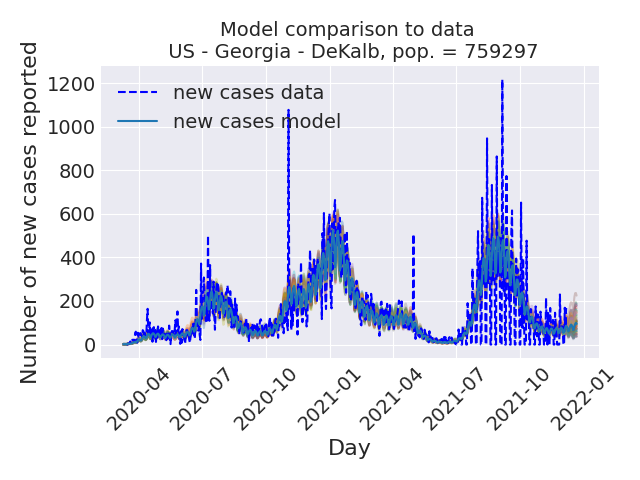 Model comparison to data
US - Georgia - DeKalb, pop. = 759297
Number of new cases reported
1200
1000
800
600
400
200
0
new cases data
new cases model
2020-04
2020-07
2020-10
2021-01
2021-04
2021-07
2021-10
2022-01
Day